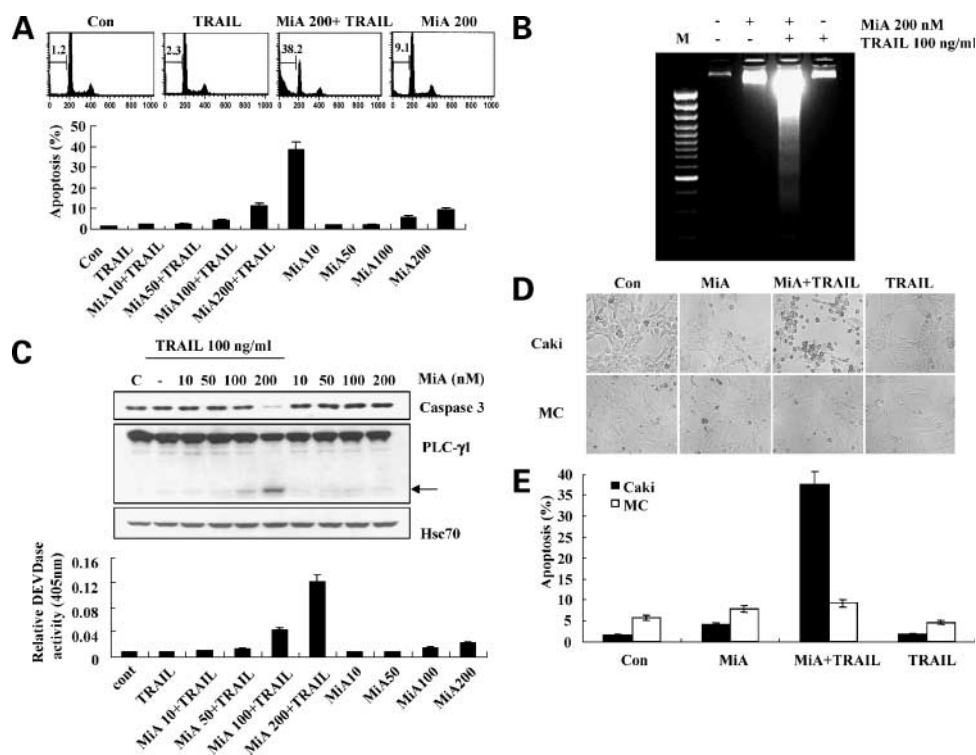 A
Con TRAIL MiA 200+ TRAIL MiA 200
1.2 2.3 38.2 9.1
0 200 400 600 800 1000 0 200 400 600 800 1000 0 200 400 600 800 1000 0 200 400 600 800 1000
Apoptosis (%)
50
40
30
20
10
0
Con TRAIL MiA10+TRAIL MiA50+TRAIL MiA100+TRAIL MiA200+TRAIL MiA10 MiA50 MiA100 MiA200
B
- + + - MiA 200 nM
M - - + + TRAIL 100 ng/ml
C
TRAIL 100 ng/ml
C - 10 50 100 200 10 50 100 200 MiA (nM)
Caspase 3
PLC-γ1
Hsc70
Relative DEVDase activity (405nm)
0.16
0.12
0.08
0.04
0
cont TRAIL MiA 10+TRAIL MiA 50+TRAIL MiA 100+TRAIL MiA 200+TRAIL MiA10 MiA50 MiA100 MiA200
D
Con MiA MiA+TRAIL TRAIL
Caki
MC
E
Apoptosis (%)
40
35
30
25
20
15
10
5
0
Caki
MC
Con MiA MiA+TRAIL TRAIL